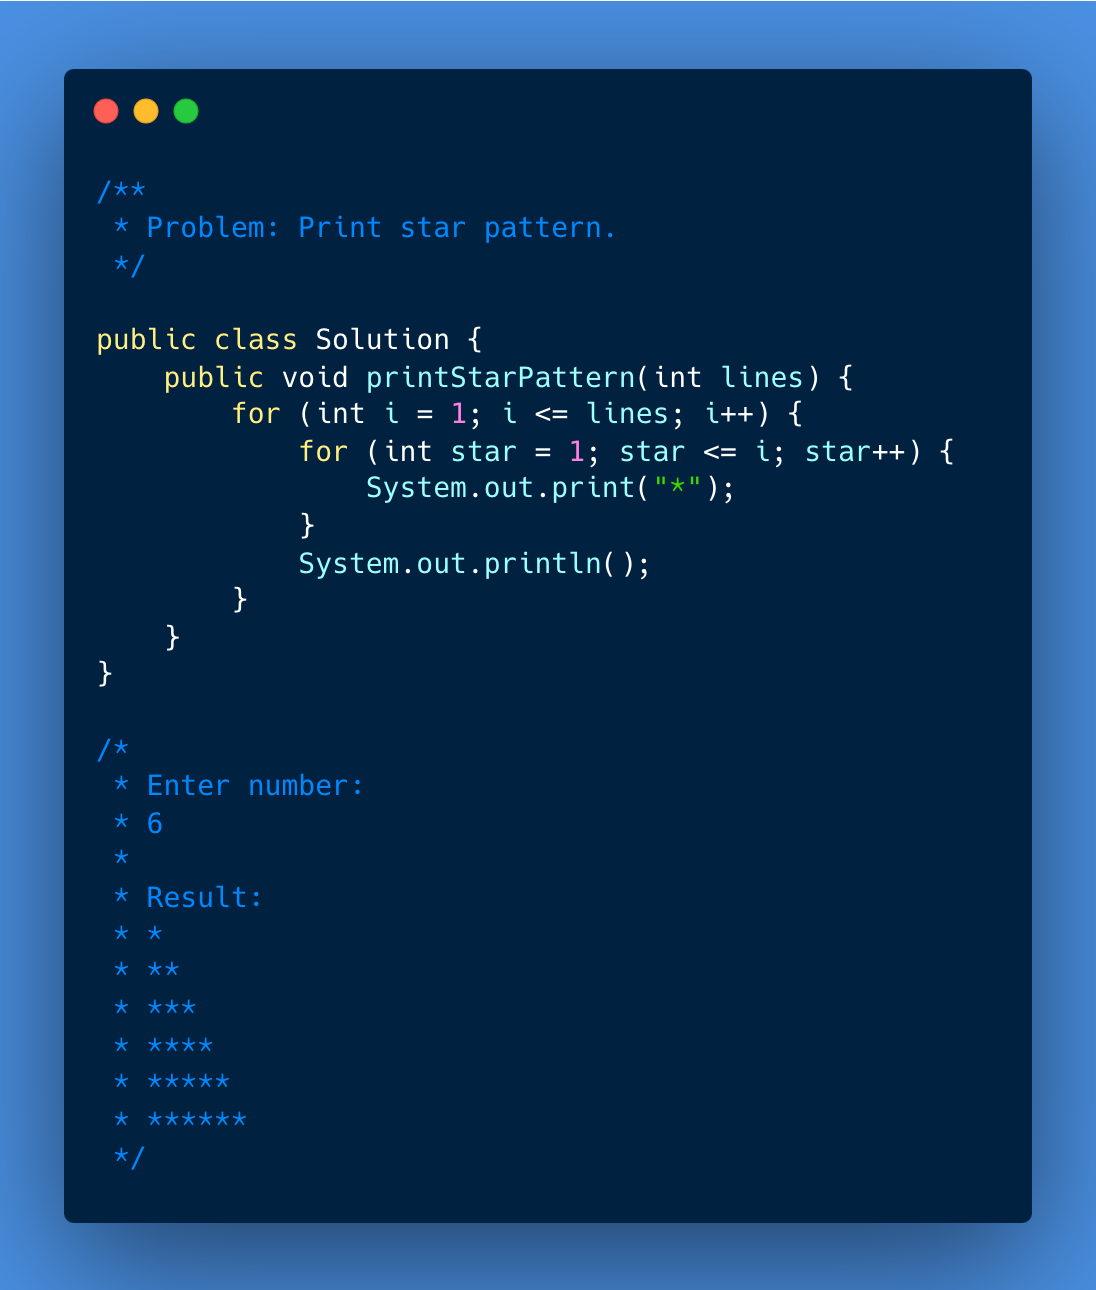 /**
 * Problem: Print star pattern.
 */

public class Solution {
    public void printStarPattern(int lines) {
        for (int i = 1; i <= lines; i++) {
            for (int star = 1; star <= i; star++) {
                System.out.print("*");
            }
            System.out.println();
        }
    }
}

/*
 * Enter number:
 * 6
 *
 * Result:
 * *
 * **
 * ***
 * ****
 * *****
 * ******
 */